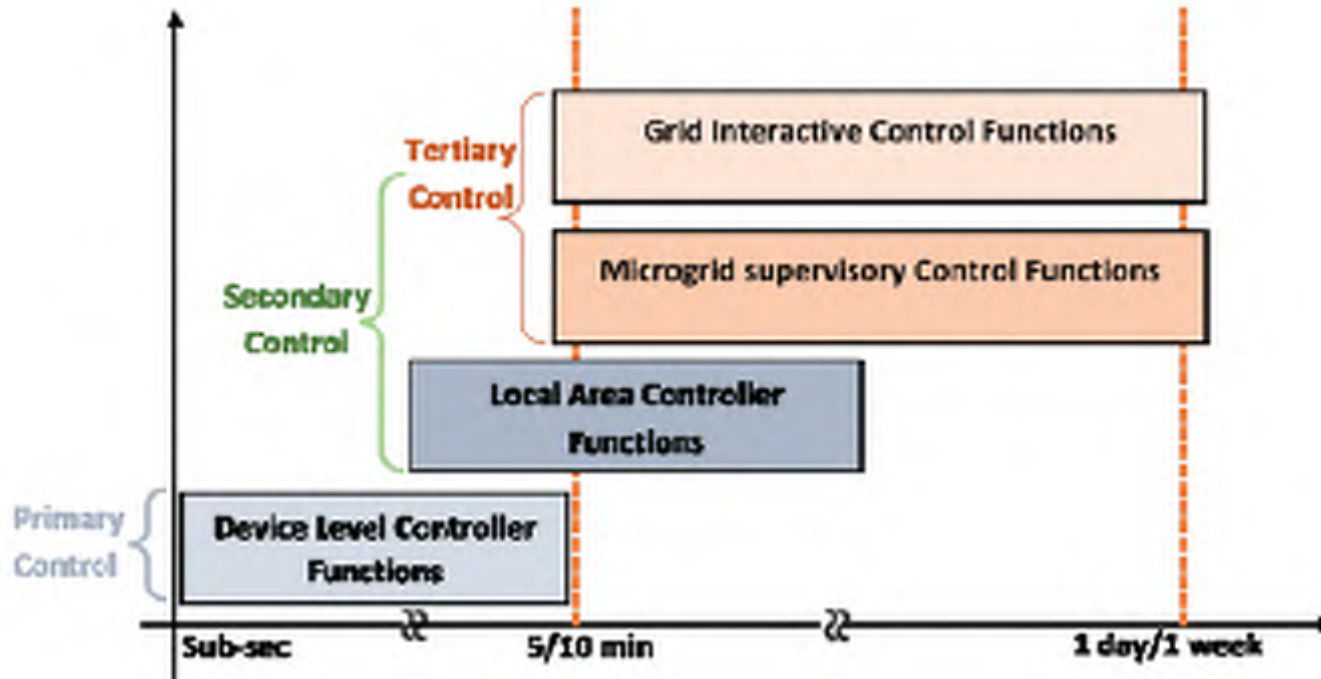 Grid Interactive Control Functions
Tertiary
Control
Microgrid supervisory Control Functions
Secondary
Control
Local Area Controller
Functions
Primary
Control
Device Level Controller
Functions
Sub-sec
5/10 min
1 day/1 week